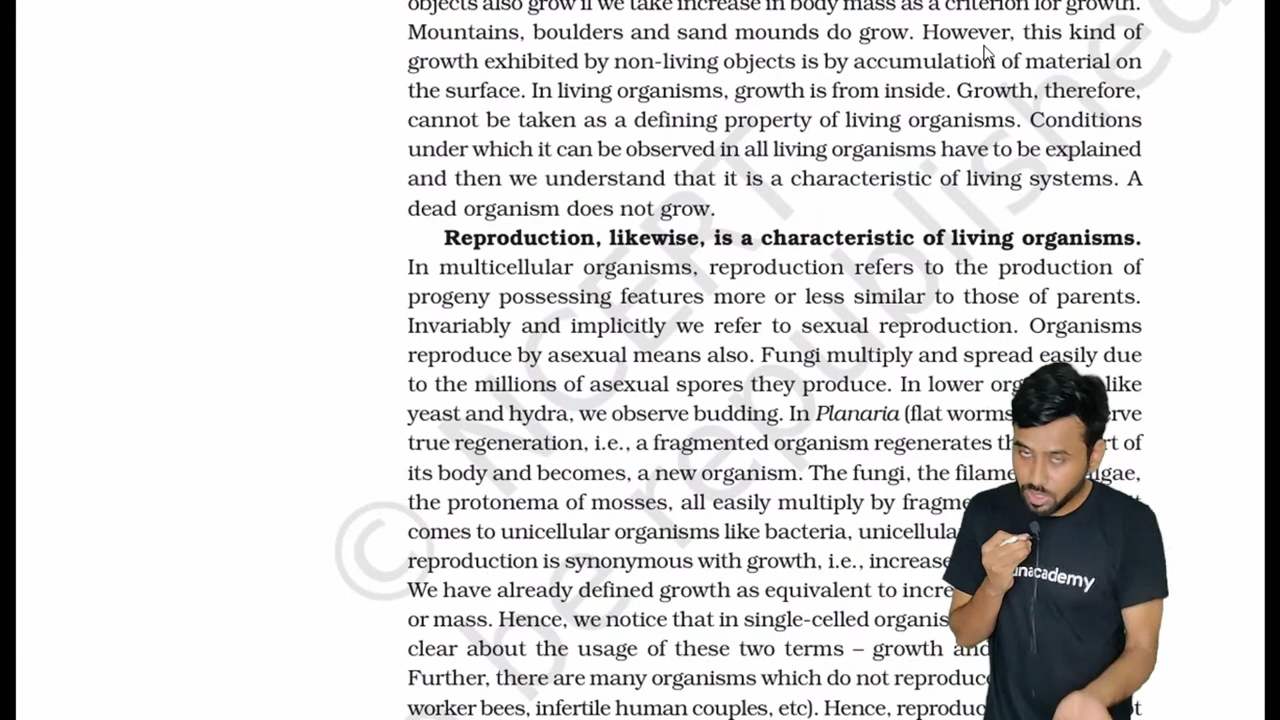 objects also grow if we take increase in body mass as a criterion for growth.
Mountains, boulders and sand mounds do grow. However, this kind of
growth exhibited by non-living objects is by accumulation of material on
the surface. In living organisms, growth is from inside. Growth, therefore,
cannot be taken as a defining property of living organisms. Conditions
under which it can be observed in all living organisms have to be explained
and then we understand that it is a characteristic of living systems. A
dead organism does not grow.
Reproduction, likewise, is a characteristic of living organisms.
In multicellular organisms, reproduction refers to the production of
progeny possessing features more or less similar to those of parents.
Invariably and implicitly we refer to sexual reproduction. Organisms
reproduce by asexual means also. Fungi multiply and spread easily due
to the millions of asexual spores they produce. In lower like
yeast and hydra, we observe budding. In Planaria (flat worms
true regeneration, i.e., a fragmented organism regenerates of
its body and becomes, a new organism. The fungi, the
the protonema of mosses, all easily multiply by
comes to unicellular organisms like bacteria,
reproduction is synonymous with growth, i.e., increase
We have already defined growth as equivalent to
or mass. Hence, we notice that in single-celled
clear about the usage of these two terms – growth
Further, there are many organisms which do not reproduce
worker bees, infertile human couples, etc). Hence,
© NCERT
be republished
unacademy